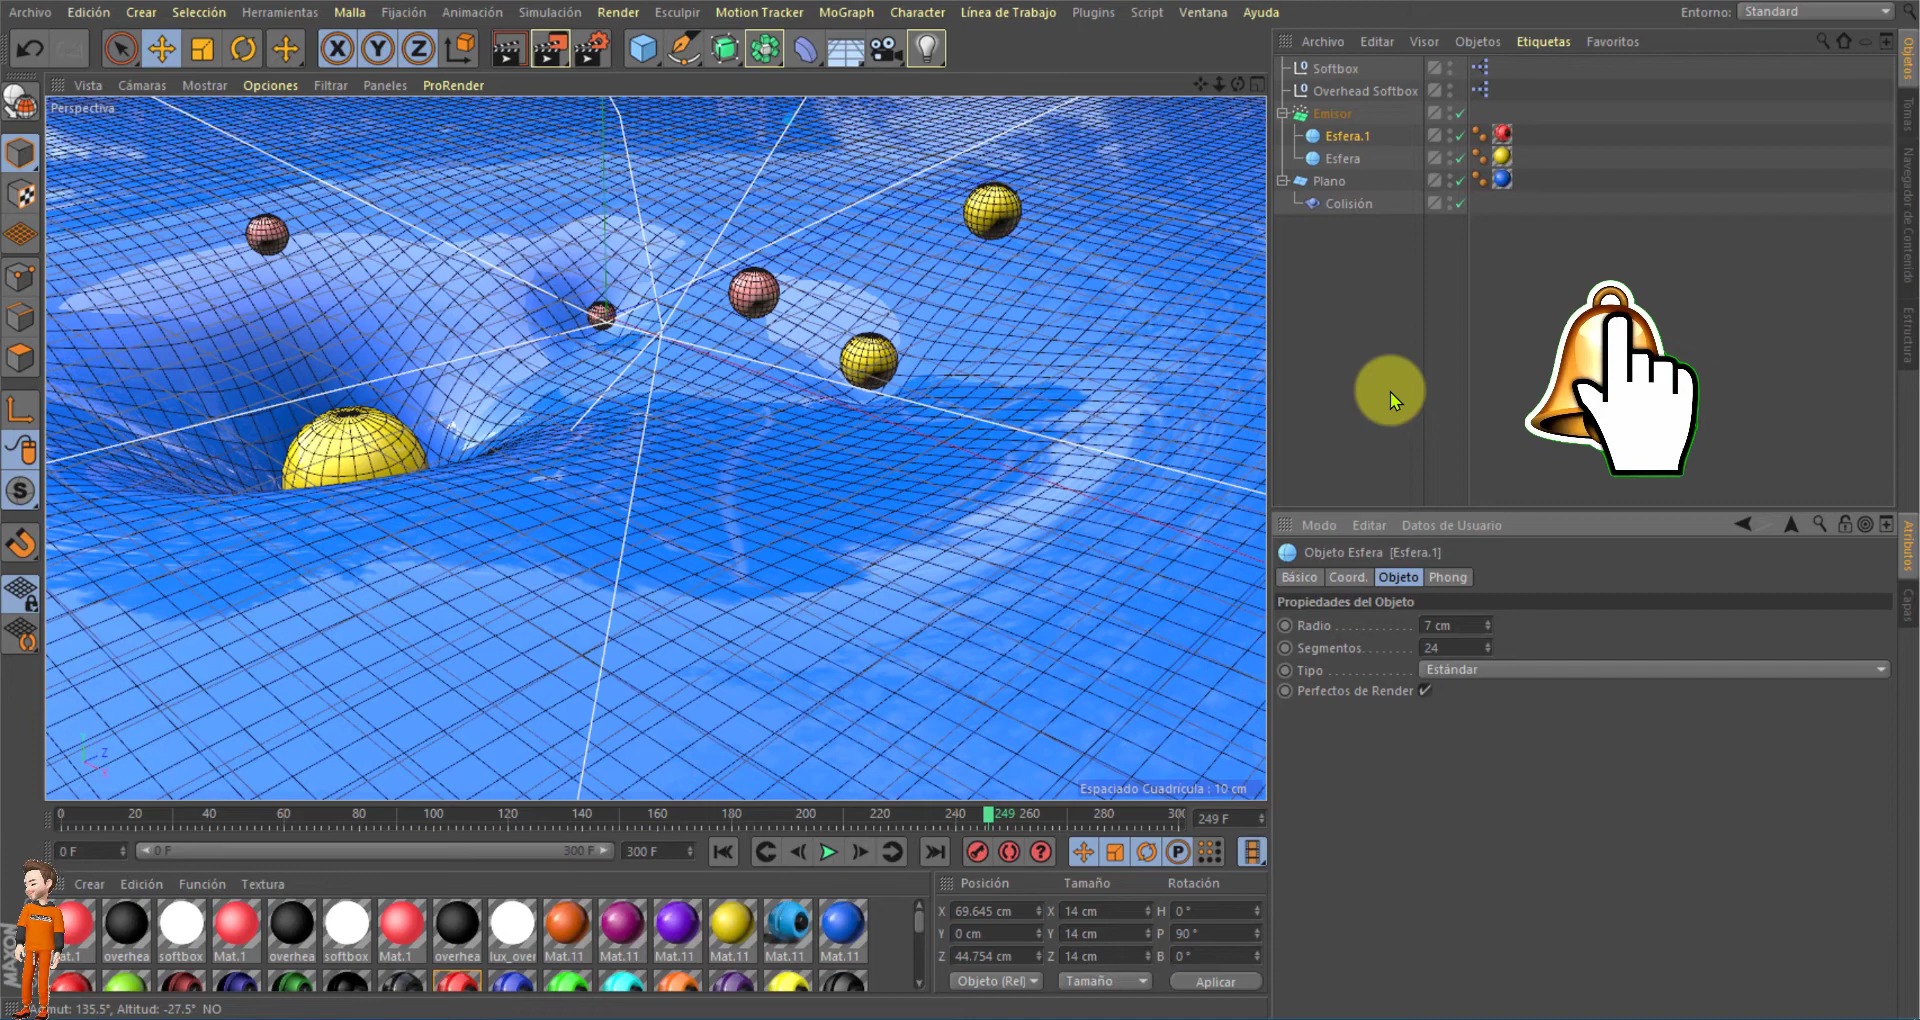 Archivo Edición Crear Selección Herramientas Malla Fijación Animación Simulación Render Esculpir Motion Tracker MoGraph Character Línea de Trabajo Plugins Script Ventana Ayuda Entorno: Standard
X Y Z
Archivo Editar Visor Objetos Etiquetas Favoritos
Vista Cámaras Mostrar Opciones Filtrar Paneles ProRender
Perspectiva
Softbox
Overhead Softbox
Emisor
Esfera.1
Esfera
Plano
Colisión
Objetos
Tomas
Navegador de Contenido
Estructura
S
Z
X
Espaciado Cuadrícula : 10 cm
Modo Editar Datos de Usuario
Objeto Esfera [Esfera.1]
Básico Coord. Objeto Phong
Propiedades del Objeto
Radio 7 cm
Segmentos 24
Tipo Estándar
Perfectos de Render
Atributos
Capas
0 20 40 60 80 100 120 140 160 180 200 220 240 249 260 280 300 249 F
0 F 0 F 300 F 300 F
? P
Crear Edición Función Textura
Mat.1 overhea softbox Mat.1 overhea softbox Mat.1 overhea lux_over Mat.11 Mat.11 Mat.11 Mat.11 Mat.11 Mat.11
Posición Tamaño Rotación
X 69.645 cm X 14 cm H 0 °
Y 0 cm Y 14 cm P 90 °
Z 44.754 cm Z 14 cm B 0 °
Objeto (Rel) Tamaño Aplicar
MAXON
Azimut: 135.5°, Altitud: -27.5° NO